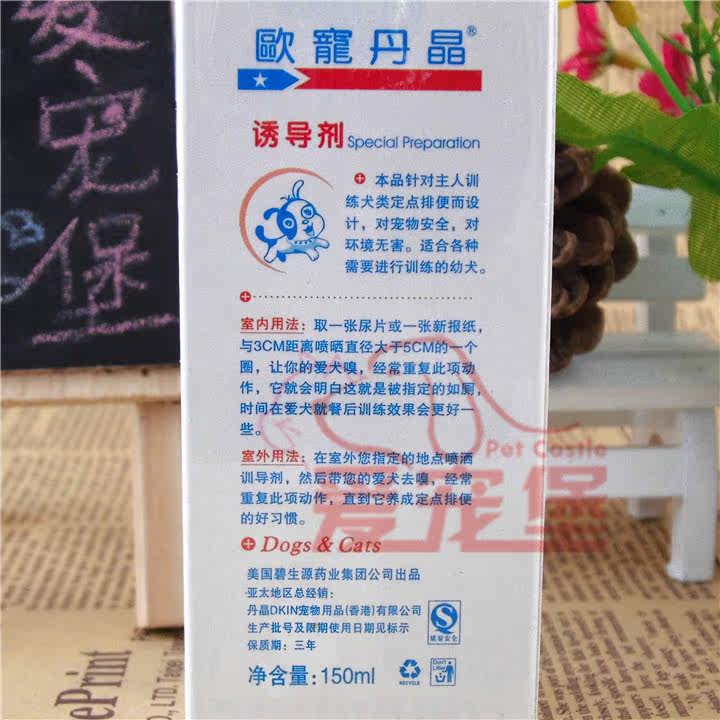 歐寵丹晶®
诱导剂 Special Preparation
本品针对主人训
练犬类定点排便而设
计，对宠物安全，对
环境无害。适合各种
需要进行训练的幼犬。
室内用法：取一张尿片或一张新报纸，
与3CM距离喷晒直径大于5CM的一个
圈，让你的爱犬嗅，经常重复此项动
作，它就会明白这就是被指定的如厕，
时间在爱犬就餐后训练效果会更好一
些。
室外用法：在室外您指定的地点喷洒
训导剂，然后带您的爱犬去嗅，经常
重复此项动作，直到它养成定点排便
的好习惯。
Dogs & Cats
美国碧生源药业集团公司出品
亚太地区总经销：
丹晶DKIN宠物用品(香港)有限公司
生产批号及限期使用日期见标示
保质期：三年
净含量：150ml
质量安全
RECYCLE
爱宠堡
Pet Castle
爱宠堡
ePrint